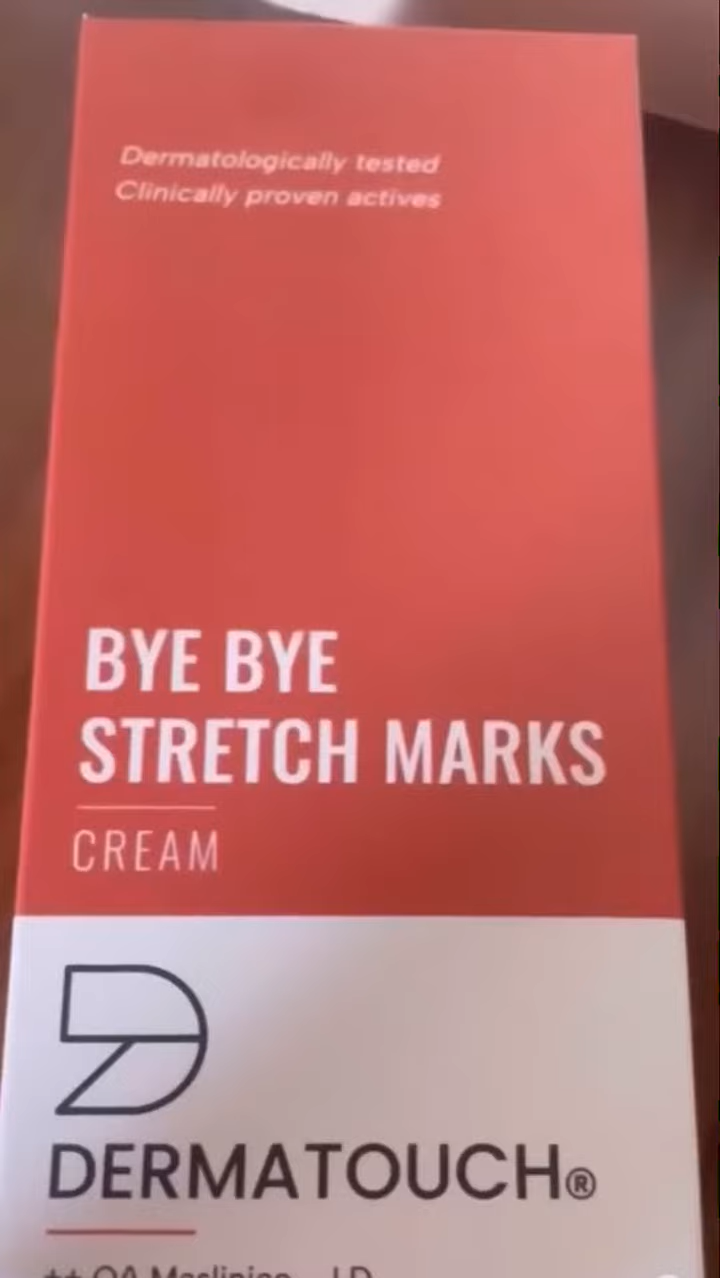 Dermatologically tested
Clinically proven actives
BYE BYE
STRETCH MARKS
CREAM
DERMATOUCH®